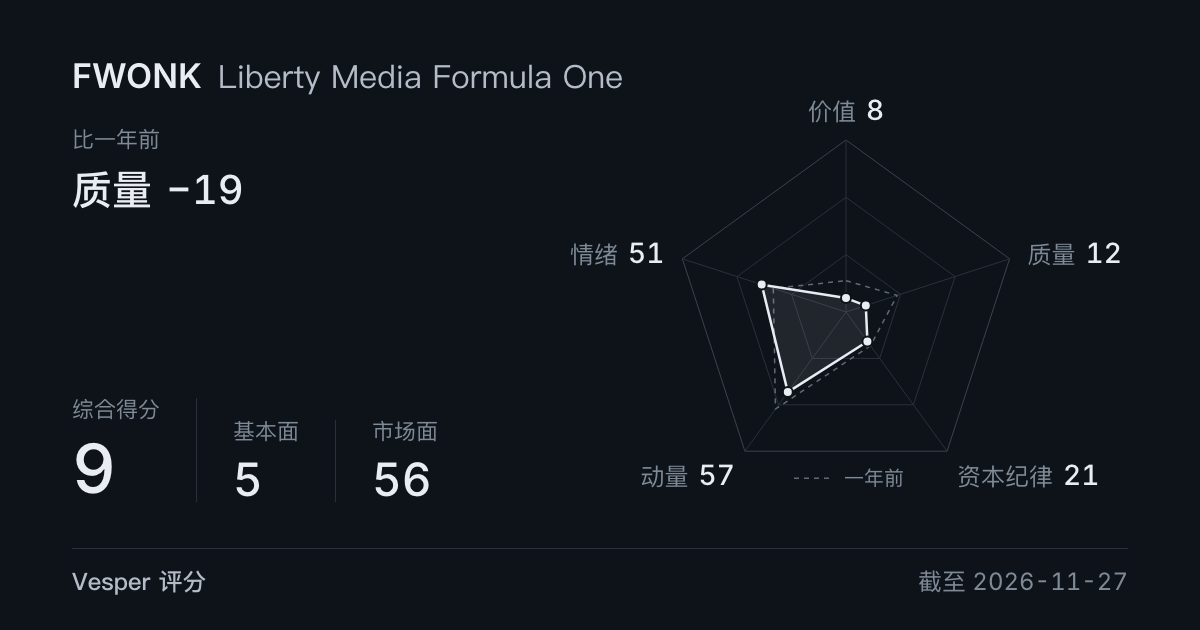 FWONK Liberty Media Formula One
比一年前
质量 −19
价值 8
情绪 51
质量 12
动量 57
一年前
资本纪律 21
综合得分
9
基本面
5
市场面
56
Vesper 评分
截至 2026-11-27